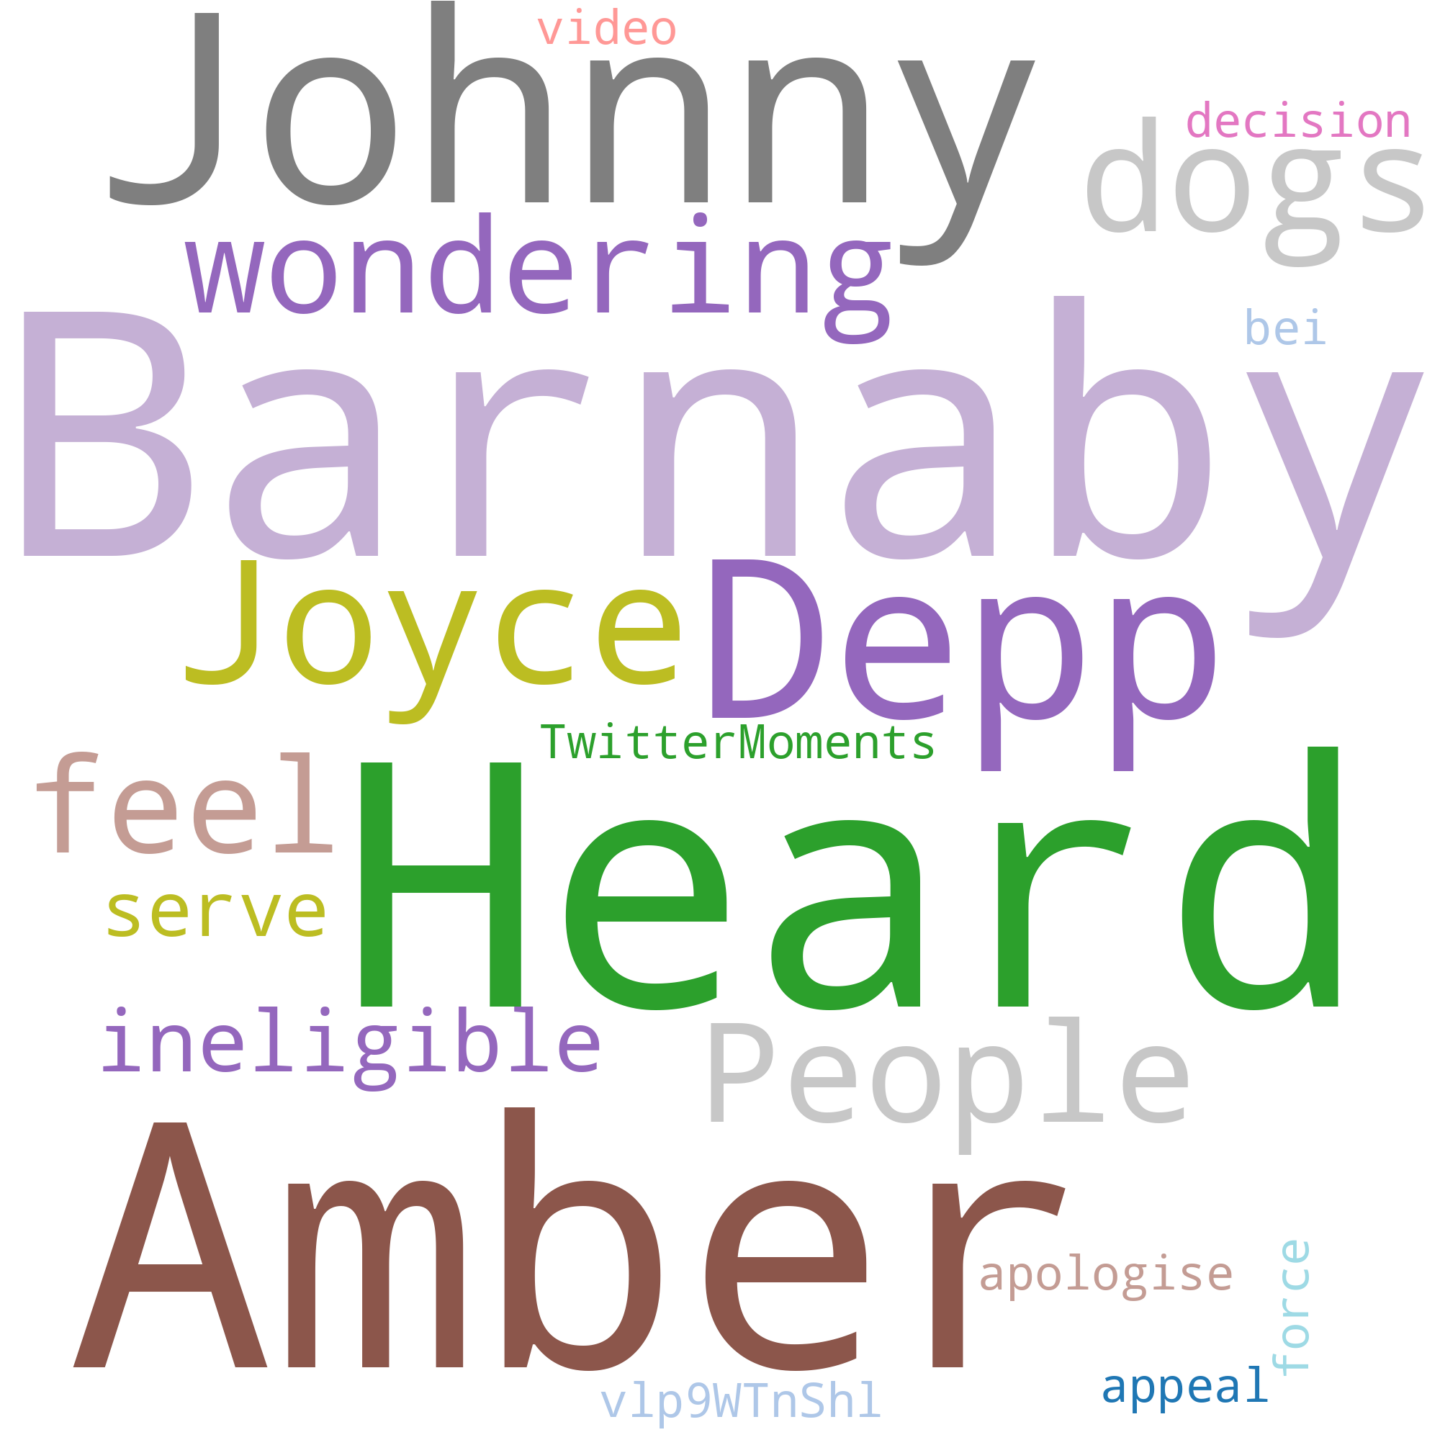 video
Johnny
decision
dogs
wondering
bei
Barnaby
Joyce
Depp
TwitterMoments
feel
Heard
serve
ineligible
People
Amber
apologise
force
appeal
vlp9WTnShl